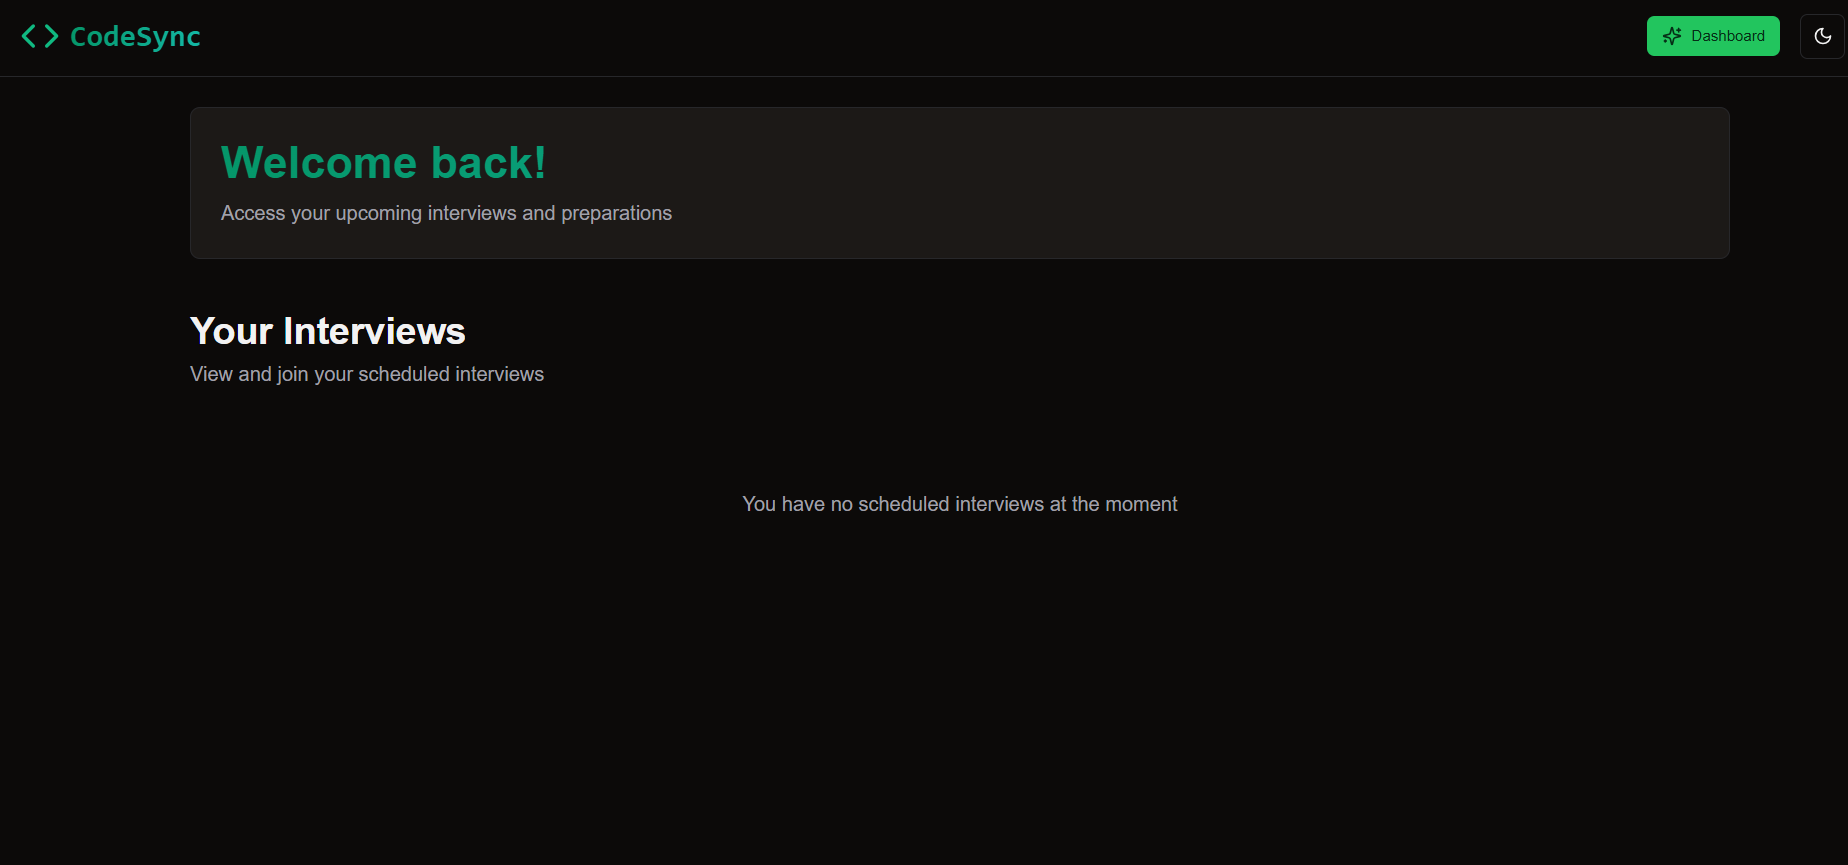 CodeSync
Dashboard
Welcome back!
Access your upcoming interviews and preparations
Your Interviews
View and join your scheduled interviews
You have no scheduled interviews at the moment